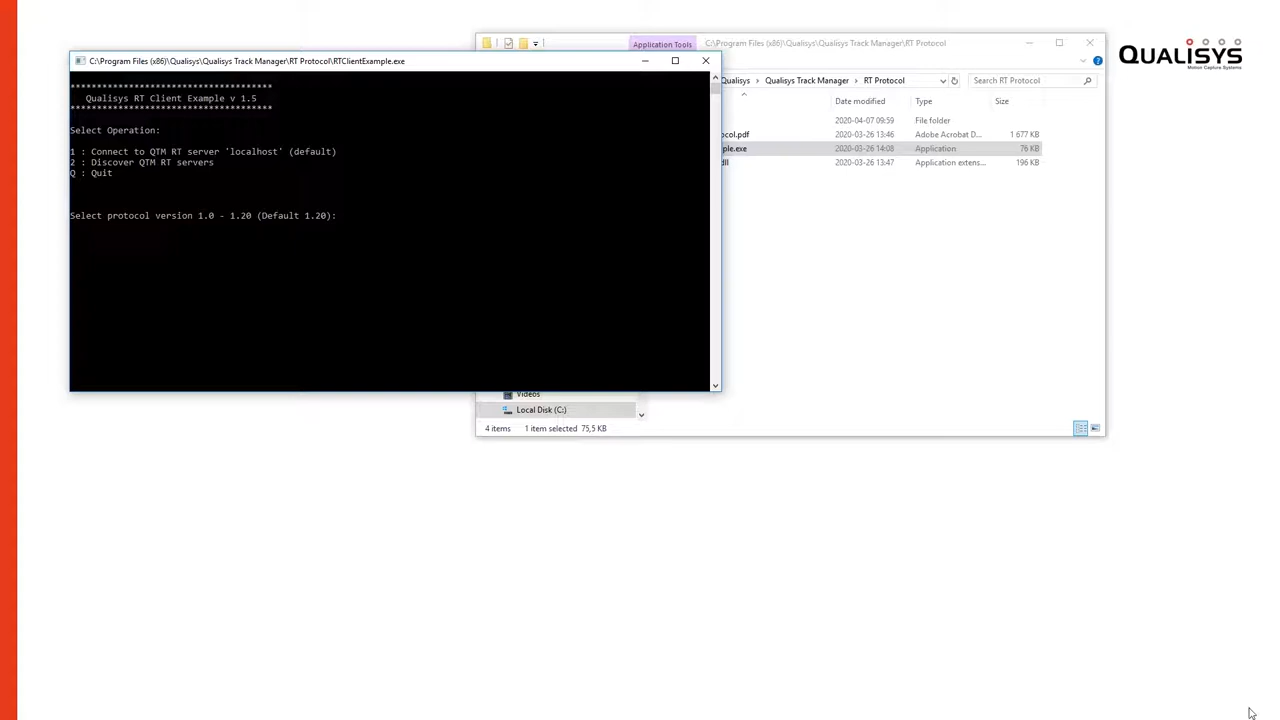 C:\Program Files (x86)\Qualisys\Qualisys Track Manager\RT Protocol\RTClientExample.exe
*************************************
Qualisys RT Client Example v 1.5
*************************************
Select Operation:
1 : Connect to QTM RT server 'localhost' (default)
2 : Discover QTM RT servers
Q : Quit
Select protocol version 1.0 - 1.20 (Default 1.20):
Application Tools
C:\Program Files (x86)\Qualisys\Qualisys Track Manager\RT Protocol
Qualisys > Qualisys Track Manager > RT Protocol
Search RT Protocol
Date modified Type Size
2020-04-07 09:59 File folder
ocol.pdf 2020-03-26 13:46 Adobe Acrobat D... 1 677 KB
ple.exe 2020-03-26 14:08 Application 76 KB
dll 2020-03-26 13:47 Application extens... 196 KB
Videos
Local Disk (C:)
4 items 1 item selected 75,5 KB
QUALISYS
Motion Capture Systems